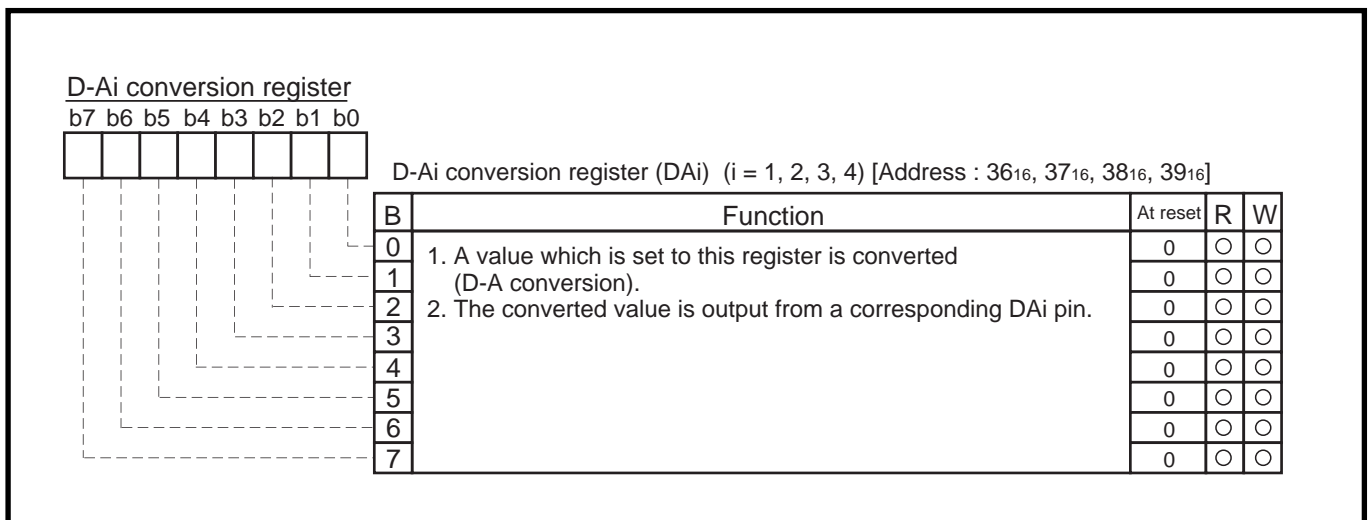 D-Ai conversion register
b7 b6 b5 b4 b3 b2 b1 b0
D-Ai conversion register (DAi) (i = 1, 2, 3, 4) [Address : 36₁₆, 37₁₆, 38₁₆, 39₁₆]
B Function At reset R W
0 1. A value which is set to this register is converted 0 ○ ○
1 (D-A conversion). 0 ○ ○
2 2. The converted value is output from a corresponding DAi pin. 0 ○ ○
3 0 ○ ○
4 0 ○ ○
5 0 ○ ○
6 0 ○ ○
7 0 ○ ○